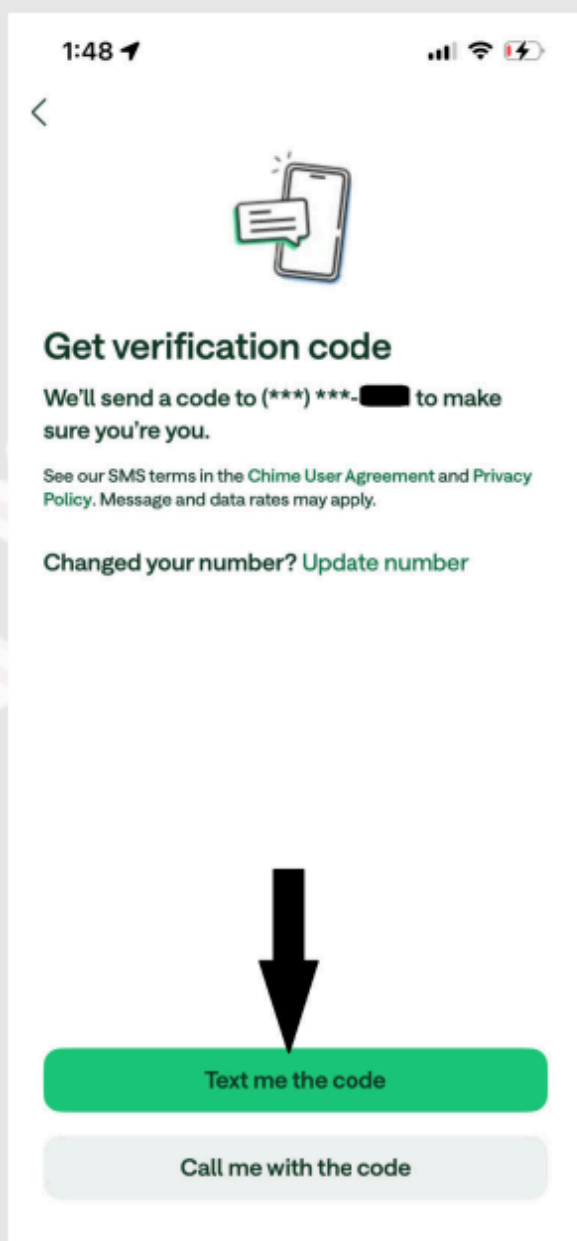 1:48
Get verification code
We'll send a code to (***) ***- to make
sure you're you.
See our SMS terms in the Chime User Agreement and Privacy
Policy. Message and data rates may apply.
Changed your number? Update number
Text me the code
Call me with the code